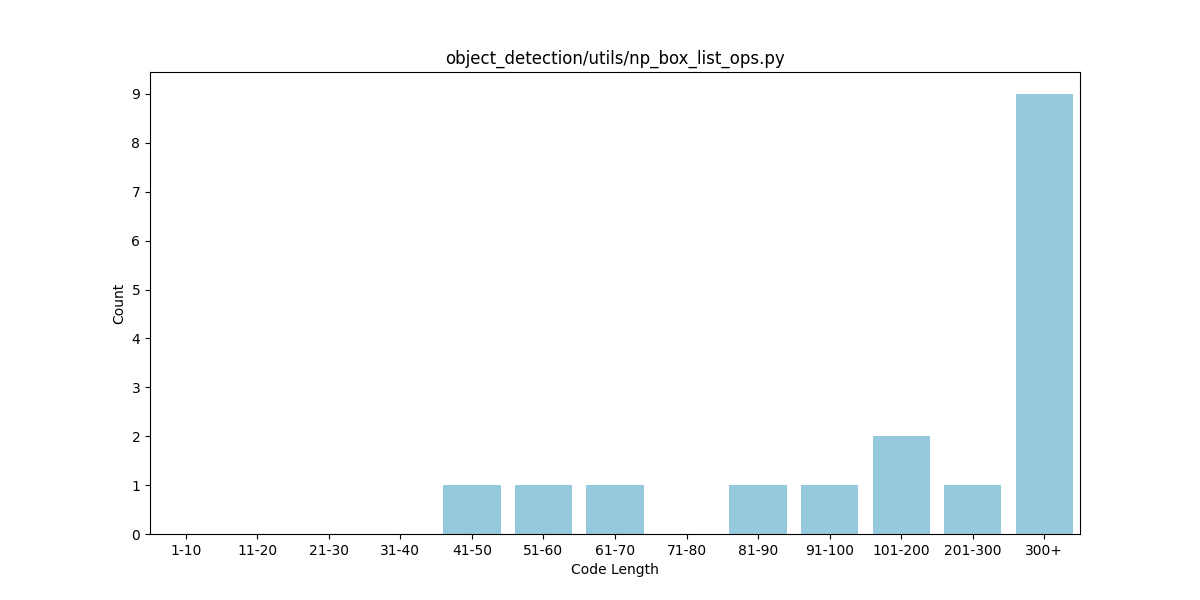 object_detection/utils/np_box_list_ops.py
9
8
7
6
5
4
3
2
1
0
Count
1-10 11-20 21-30 31-40 41-50 51-60 61-70 71-80 81-90 91-100 101-200 201-300 300+
Code Length